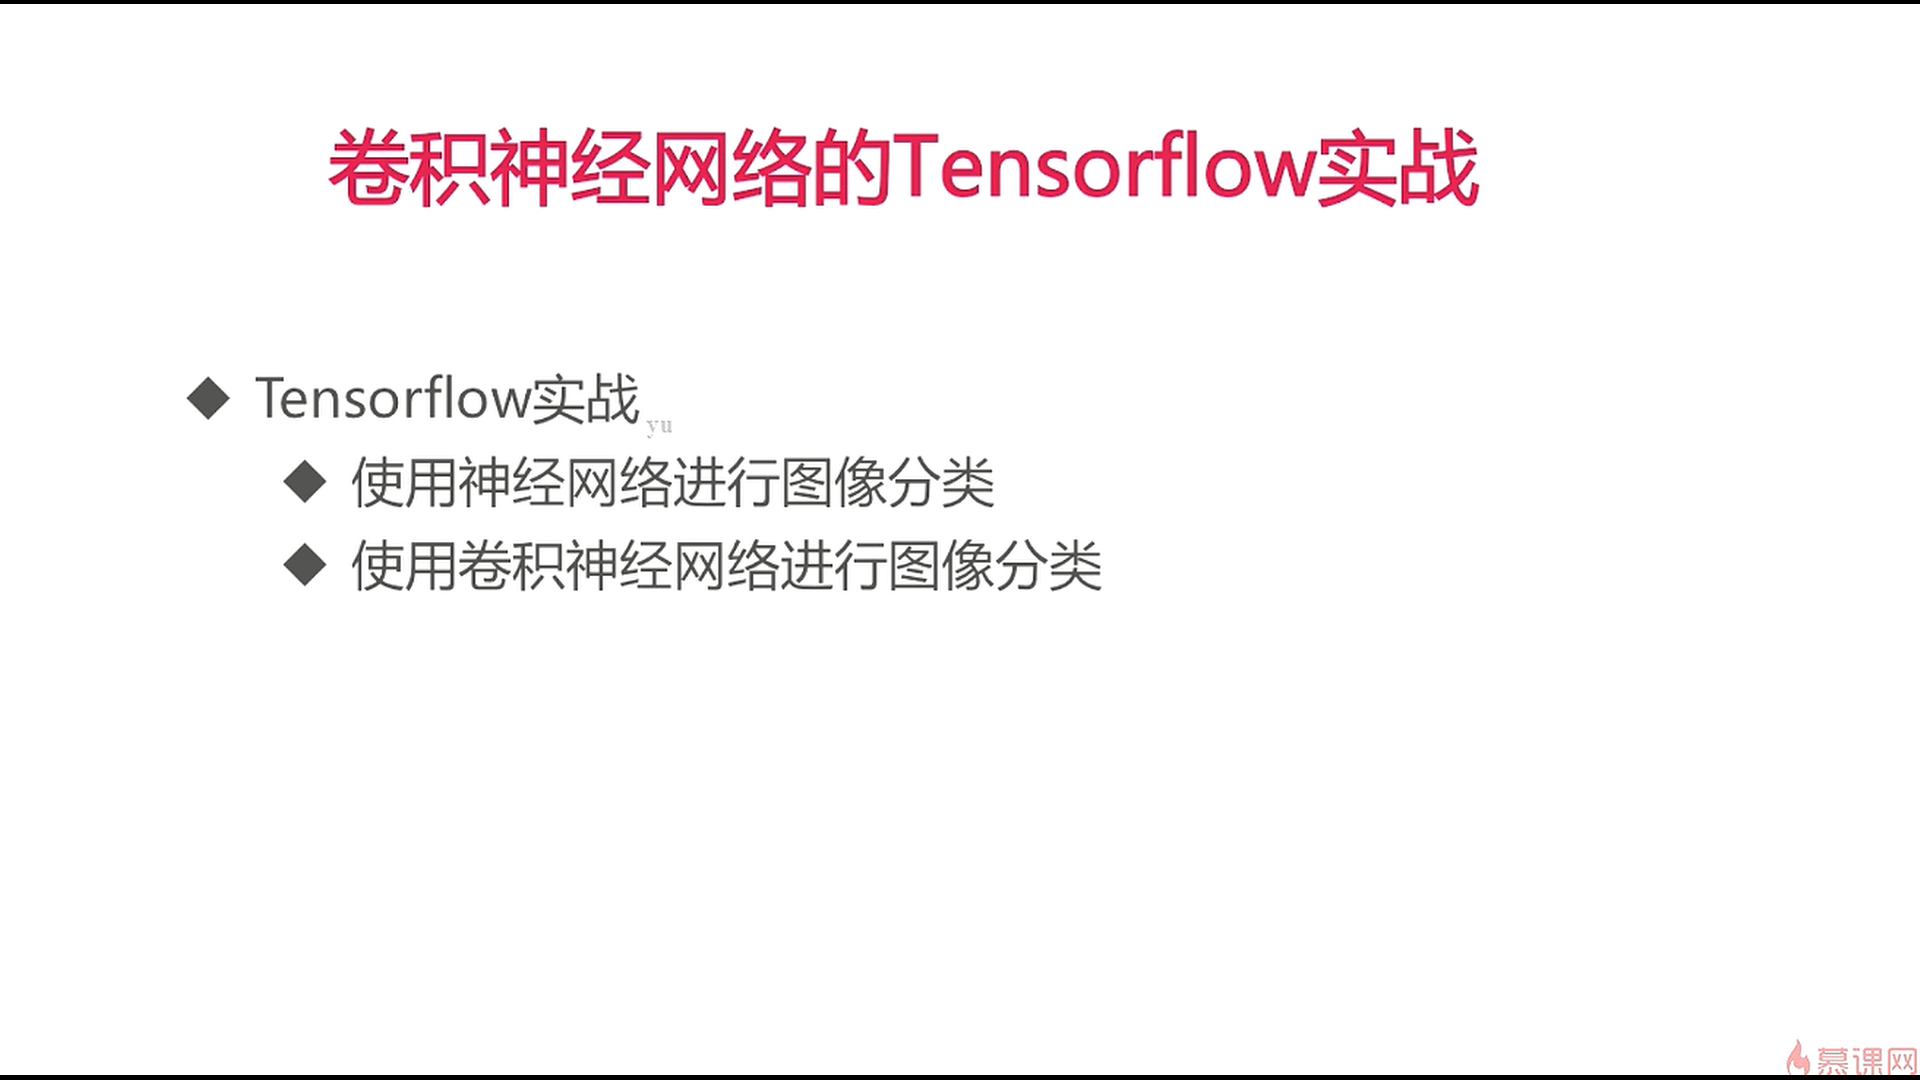 卷积神经网络的Tensorflow实战
◆ Tensorflow实战
yu
◆ 使用神经网络进行图像分类
◆ 使用卷积神经网络进行图像分类
慕课网